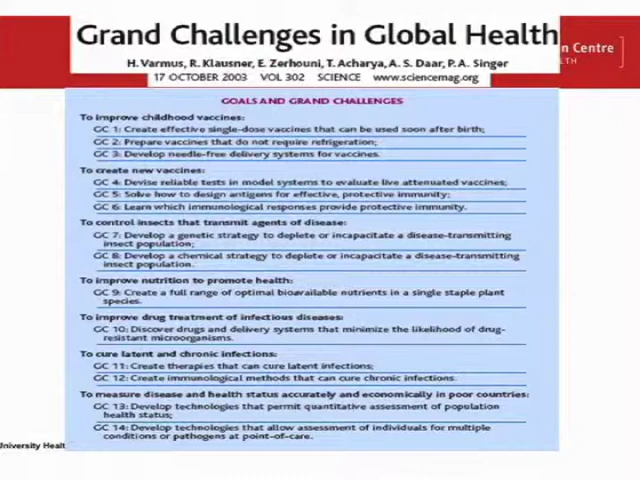 Grand Challenges in Global Health
H. Varmus, R. Klausner, E. Zerhouni, T. Acharya, A. S. Daar, P. A. Singer
17 OCTOBER 2003 VOL 302 SCIENCE www.sciencemag.org
Centre
GOALS AND GRAND CHALLENGES
To improve childhood vaccines:
GC 1: Create effective single-dose vaccines that can be used soon after birth;
GC 2: Prepare vaccines that do not require refrigeration;
GC 3: Develop needle-free delivery systems for vaccines.
To create new vaccines:
GC 4: Devise reliable tests in model systems to evaluate live attenuated vaccines;
GC 5: Solve how to design antigens for effective, protective immunity;
GC 6: Learn which immunological responses provide protective immunity.
To control insects that transmit agents of disease:
GC 7: Develop a genetic strategy to deplete or incapacitate a disease-transmitting
insect population;
GC 8: Develop a chemical strategy to deplete or incapacitate a disease-transmitting
insect population.
To improve nutrition to promote health:
GC 9: Create a full range of optimal bioavailable nutrients in a single staple plant
species.
To improve drug treatment of infectious diseases:
GC 10: Discover drugs and delivery systems that minimize the likelihood of drug-
resistant microorganisms.
To cure latent and chronic infections:
GC 11: Create therapies that can cure latent infections;
GC 12: Create immunological methods that can cure chronic infections.
To measure disease and health status accurately and economically in poor countries:
GC 13: Develop technologies that permit quantitative assessment of population
health status;
GC 14: Develop technologies that allow assessment of individuals for multiple
conditions or pathogens at point-of-care.
University Healt